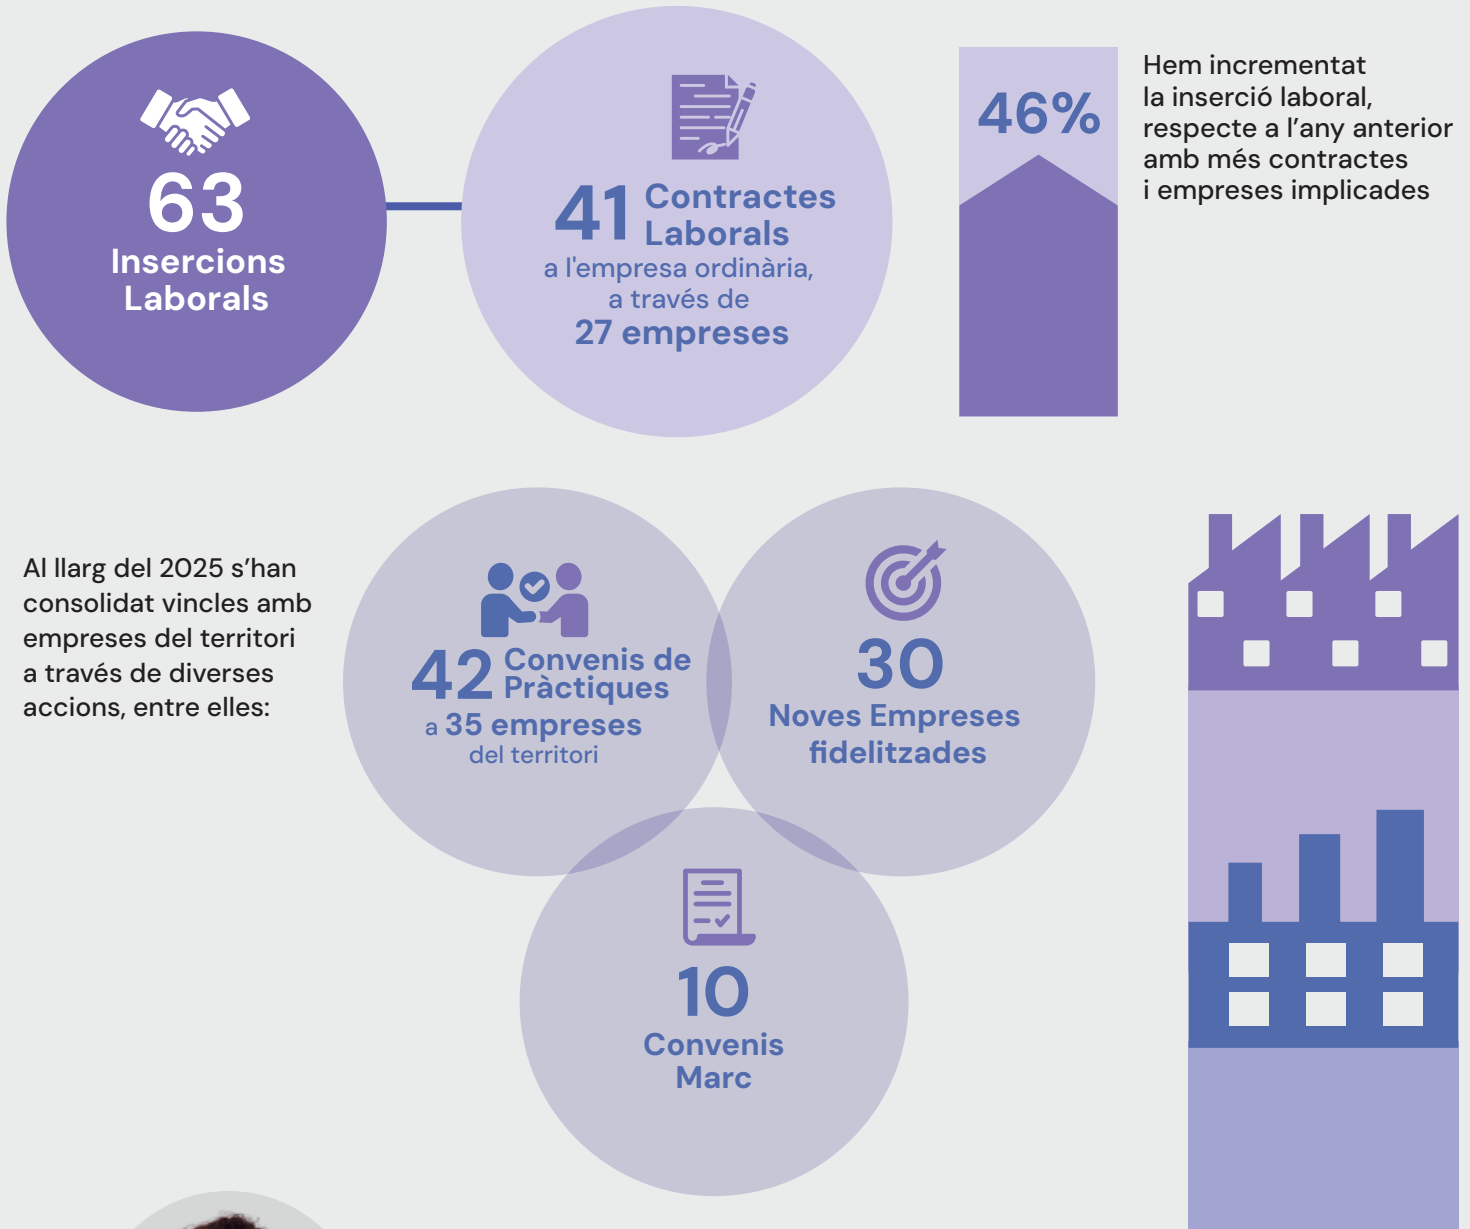 63
Insercions
Laborals
41 Contractes
Laborals
a l'empresa ordinària,
a través de
27 empreses
46%
Hem incrementat
la inserció laboral,
respecte a l’any anterior
amb més contractes
i empreses implicades
Al llarg del 2025 s’han
consolidat vincles amb
empreses del territori
a través de diverses
accions, entre elles:
42 Convenis de
Pràctiques
a 35 empreses
del territori
30
Noves Empreses
fidelitzades
10
Convenis
Marc